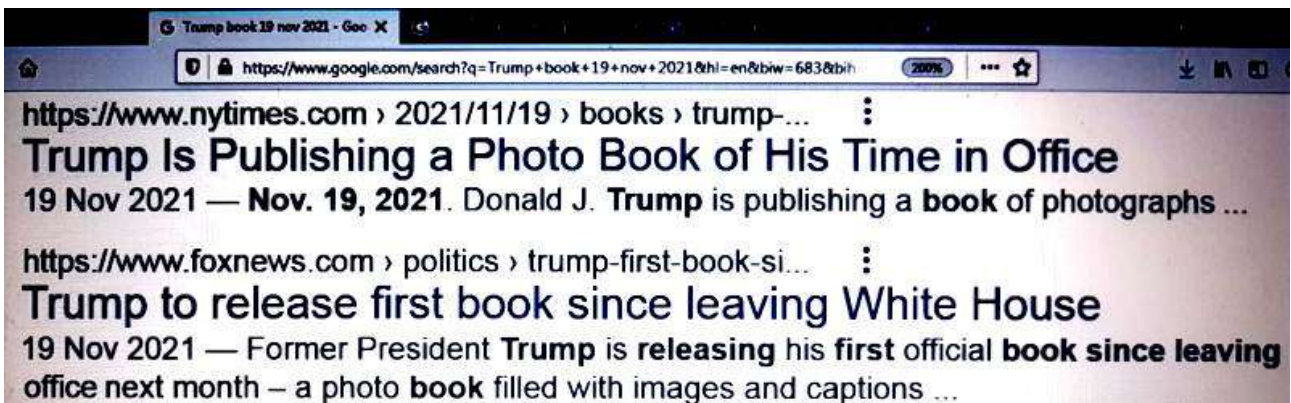 Trump book 19 nov 2021 - Goo X
https://www.google.com/search?q=Trump+book+19+nov+2021&hl=en&biw=683&bih
200%
https://www.nytimes.com › 2021/11/19 › books › trump-...
Trump Is Publishing a Photo Book of His Time in Office
19 Nov 2021 — Nov. 19, 2021. Donald J. Trump is publishing a book of photographs ...
https://www.foxnews.com › politics › trump-first-book-si...
Trump to release first book since leaving White House
19 Nov 2021 — Former President Trump is releasing his first official book since leaving
office next month – a photo book filled with images and captions ...